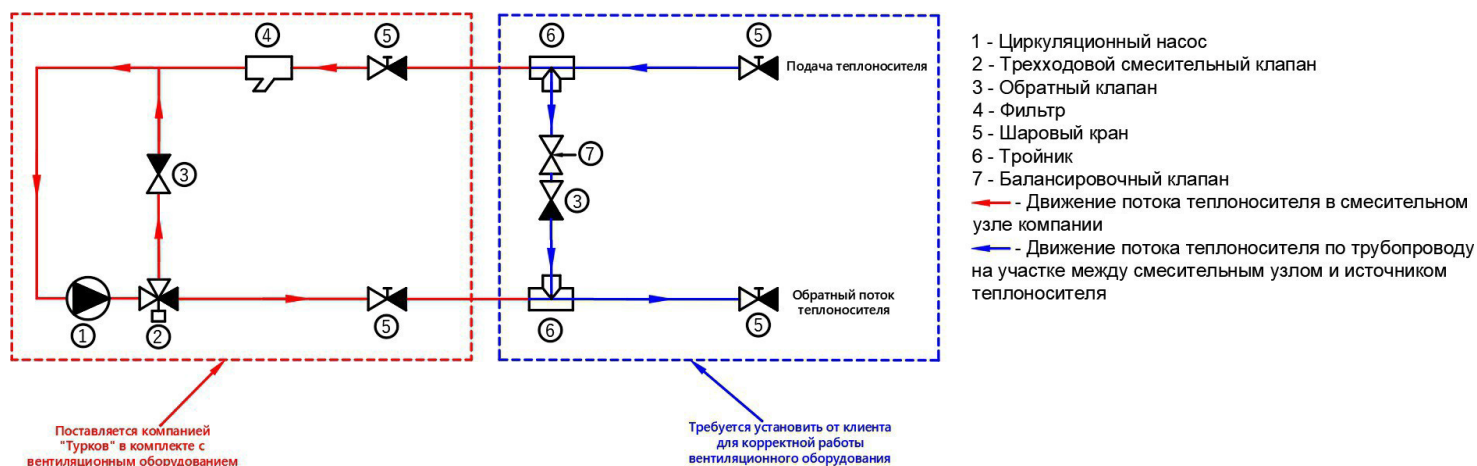 4
5
6
5
Подача теплоносителя
3
7
3
1
2
5
6
5
Обратный поток
теплоносителя
Поставляется компанией
"Турков" в комплекте с
вентиляционным оборудованием
Требуется установить от клиента
для корректной работы
вентиляционного оборудования
1 - Циркуляционный насос
2 - Трехходовой смесительный клапан
3 - Обратный клапан
4 - Фильтр
5 - Шаровый кран
6 - Тройник
7 - Балансировочный клапан
- Движение потока теплоносителя в смесительном
узле компании
- Движение потока теплоносителя по трубопроводу
на участке между смесительным узлом и источником
теплоносителя